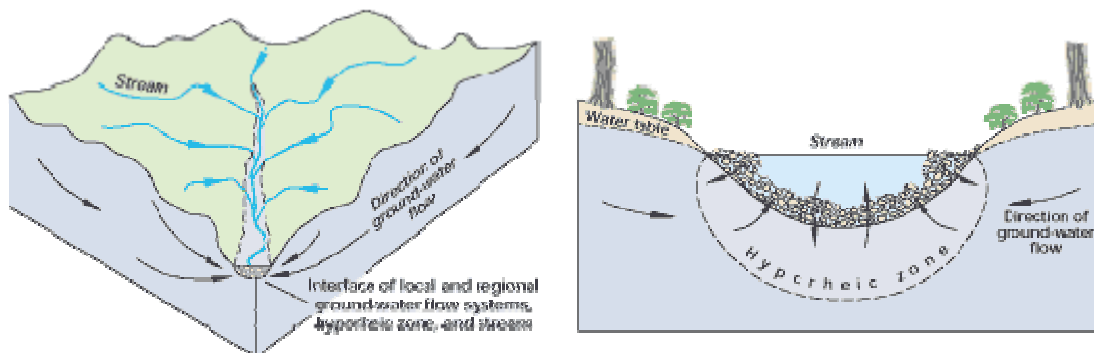 Stream
Direction of
ground-water
flow
Interface of local and regional
ground-water flow systems,
hyporheic zone, and stream
Water table
Stream
Direction of
ground-water
flow
Hyporheic zone